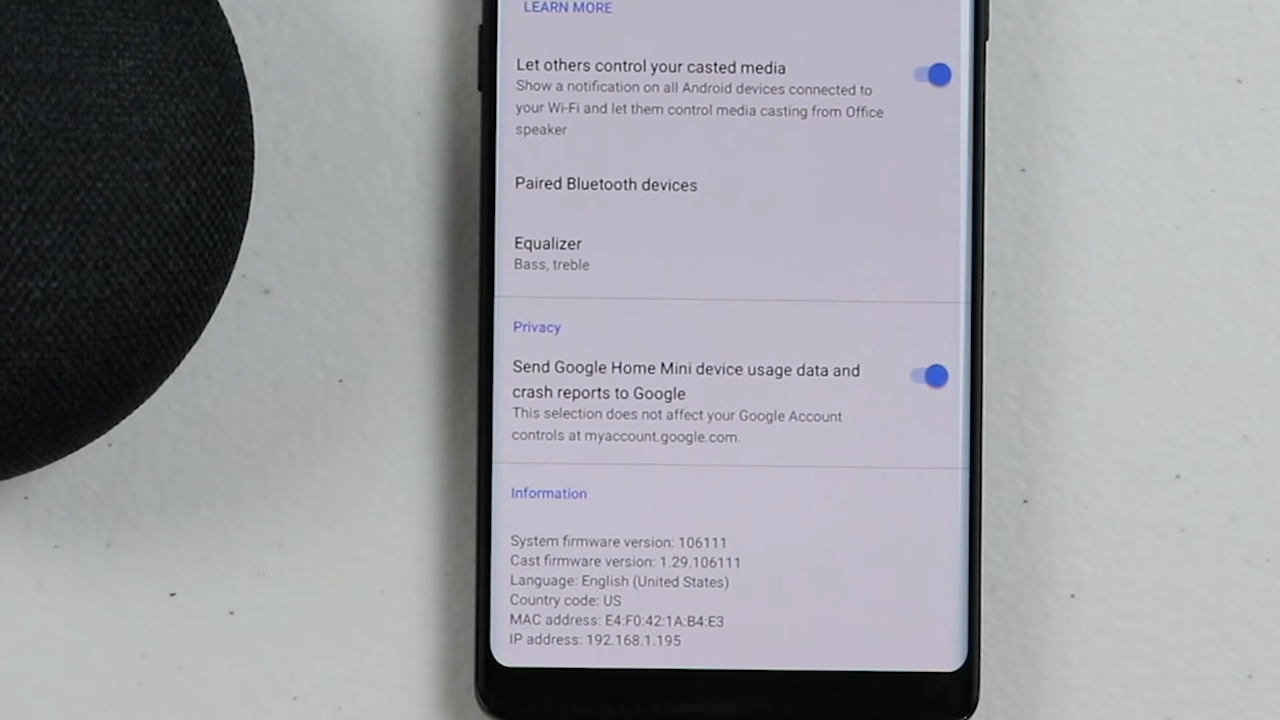 LEARN MORE
Let others control your casted media
Show a notification on all Android devices connected to
your Wi-Fi and let them control media casting from Office
speaker
Paired Bluetooth devices
Equalizer
Bass, treble
Privacy
Send Google Home Mini device usage data and
crash reports to Google
This selection does not affect your Google Account
controls at myaccount.google.com.
Information
System firmware version: 106111
Cast firmware version: 1.29.106111
Language: English (United States)
Country code: US
MAC address: E4:F0:42:1A:B4:E3
IP address: 192.168.1.195